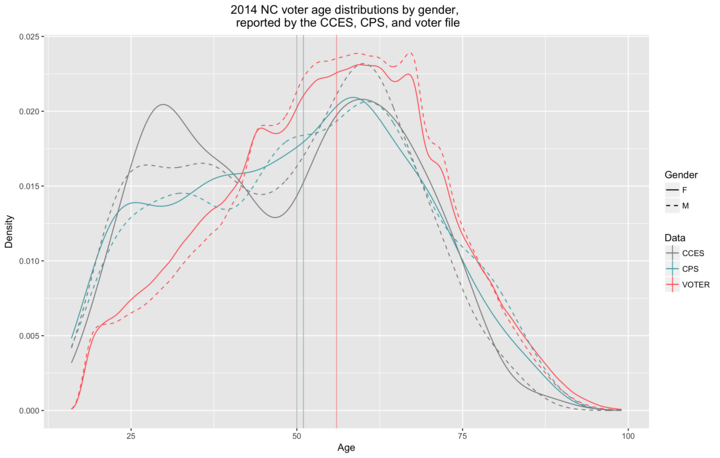 2014 NC voter age distributions by gender,
reported by the CCES, CPS, and voter file
0.025
0.020
0.015
0.010
0.005
0.000
Density
25 50 75 100
Age
Gender
F
M
Data
CCES
CPS
VOTER